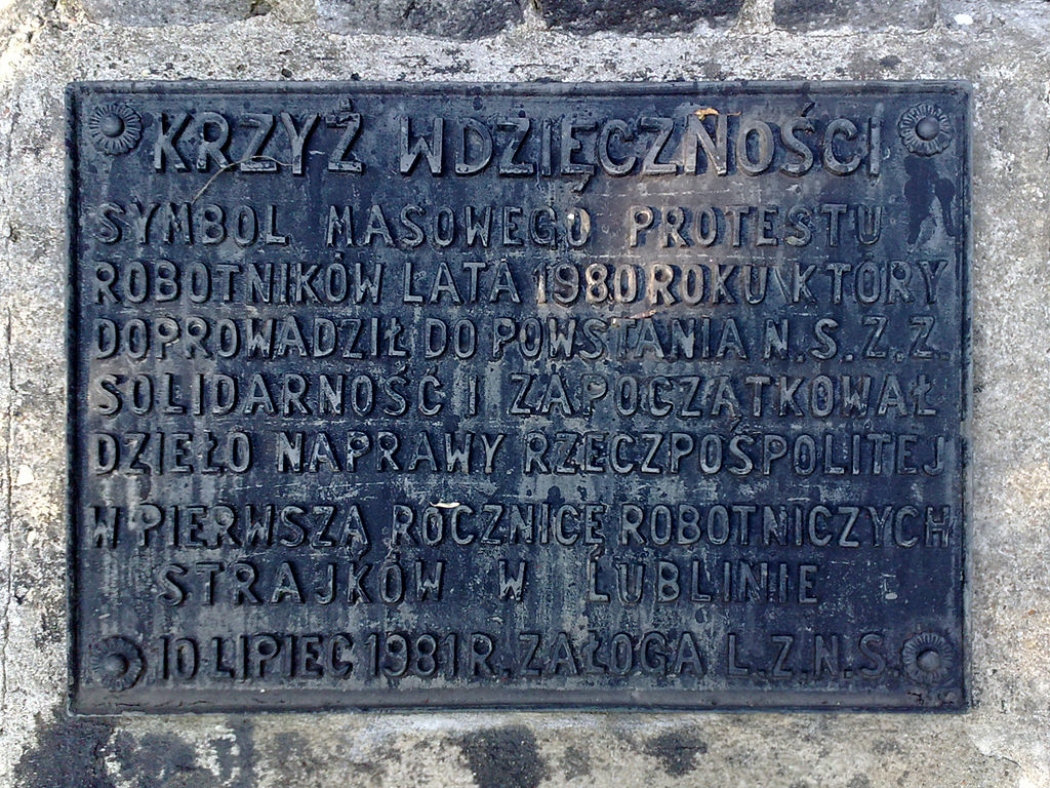 KRZYŻ WDZIĘCZNOŚCI
SYMBOL MASOWEGO PROTESTU
ROBOTNIKÓW LATA 1980 ROKU KTÓRY
DOPROWADZIŁ DO POWSTANIA N.S.Z.Z.
SOLIDARNOŚĆ I ZAPOCZĄTKOWAŁ
DZIEŁO NAPRAWY RZECZPOSPOLITEJ
W PIERWSZĄ ROCZNICĘ ROBOTNICZYCH
STRAJKÓW W LUBLINIE
10 LIPIEC 1981 R. ZAŁOGA L.Z.N.S.